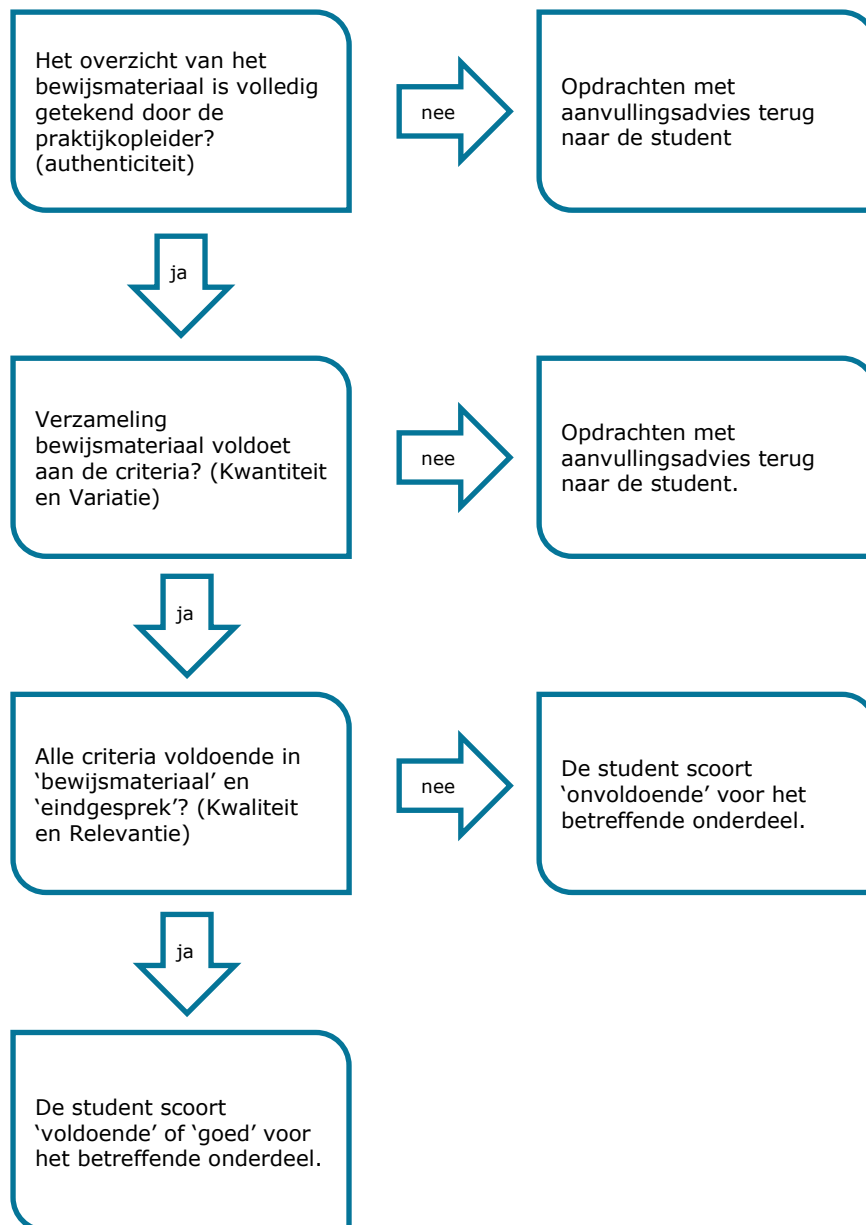 Het overzicht van het
bewijsmateriaal is volledig
getekend door de
praktijkopleider?
(authenticiteit)
nee
Opdrachten met
aanvullingsadvies terug
naar de student
ja
Verzameling
bewijsmateriaal voldoet
aan de criteria? (Kwantiteit
en Variatie)
nee
Opdrachten met
aanvullingsadvies terug
naar de student.
ja
Alle criteria voldoende in
‘bewijsmateriaal’ en
‘eindgesprek’? (Kwaliteit
en Relevantie)
nee
De student scoort
‘onvoldoende’ voor het
betreffende onderdeel.
ja
De student scoort
‘voldoende’ of ‘goed’ voor
het betreffende onderdeel.